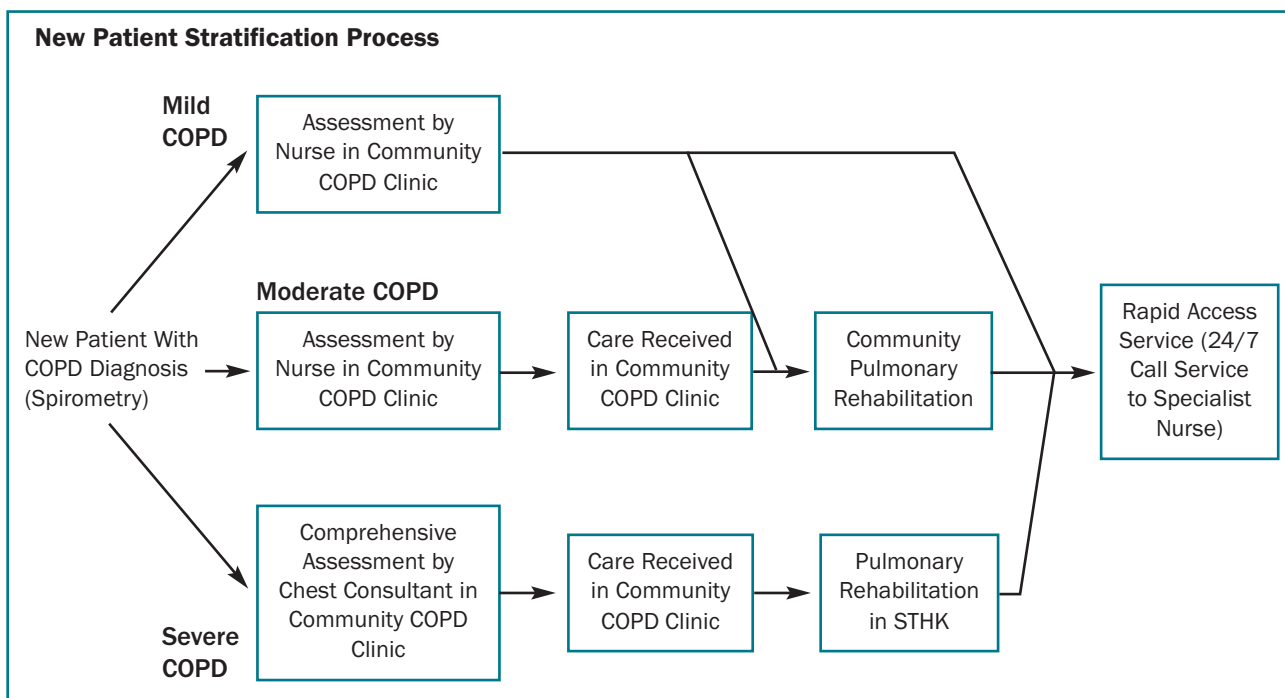 New Patient Stratification Process
Mild
COPD
Assessment by
Nurse in Community
COPD Clinic
Moderate COPD
New Patient With
COPD Diagnosis
(Spirometry)
Assessment by
Nurse in Community
COPD Clinic
Care Received
in Community
COPD Clinic
Community
Pulmonary
Rehabilitation
Rapid Access
Service (24/7
Call Service
to Specialist
Nurse)
Severe
COPD
Comprehensive
Assessment by
Chest Consultant in
Community COPD
Clinic
Care Received
in Community
COPD Clinic
Pulmonary
Rehabilitation
in STHK